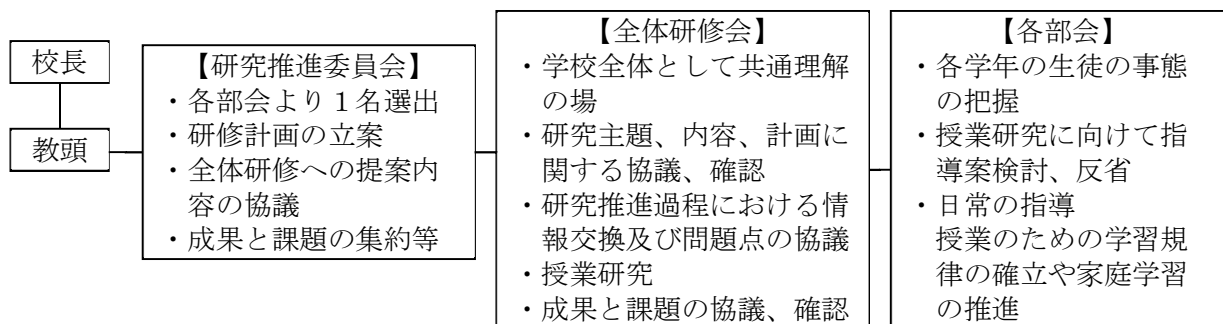 校長
教頭
【研究推進委員会】
・各部会より1名選出
・研修計画の立案
・全体研修への提案内
容の協議
・成果と課題の集約等
【全体研修会】
・学校全体として共通理解
の場
・研究主題、内容、計画に
関する協議、確認
・研究推進過程における情
報交換及び問題点の協議
・授業研究
・成果と課題の協議、確認
【各部会】
・各学年の生徒の事態
の把握
・授業研究に向けて指
導案検討、反省
・日常の指導
授業のための学習規
律の確立や家庭学習
の推進